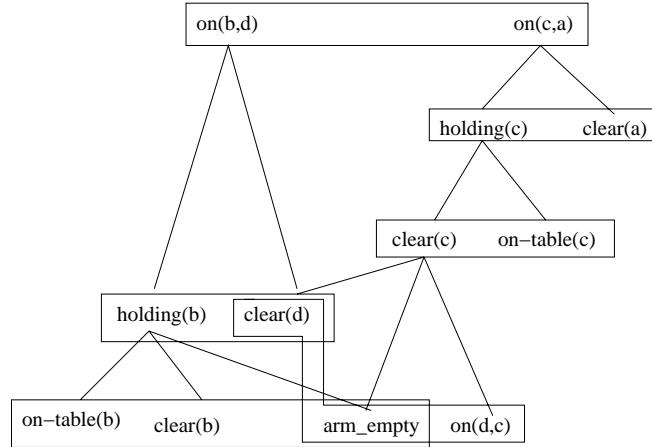 on(b,d) on(c,a)
holding(c) clear(a)
clear(c) on−table(c)
holding(b) clear(d)
on−table(b) clear(b) arm_empty on(d,c)